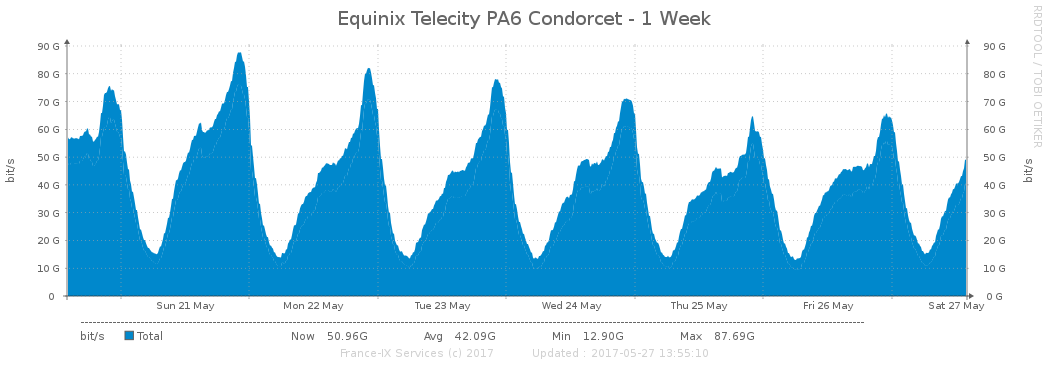 Equinix Telecity PA6 Condorcet - 1 Week
RRDTOOL / TOBI OETIKER
bit/s
bit/s
90 G 90 G
80 G 80 G
70 G 70 G
60 G 60 G
50 G 50 G
40 G 40 G
30 G 30 G
20 G 20 G
10 G 10 G
0 0 G
Sun 21 May Mon 22 May Tue 23 May Wed 24 May Thu 25 May Fri 26 May Sat 27 May
bit/s Total Now 50.96G Avg 42.09G Min 12.90G Max 87.69G
France-IX Services (c) 2017 Updated : 2017-05-27 13:55:10